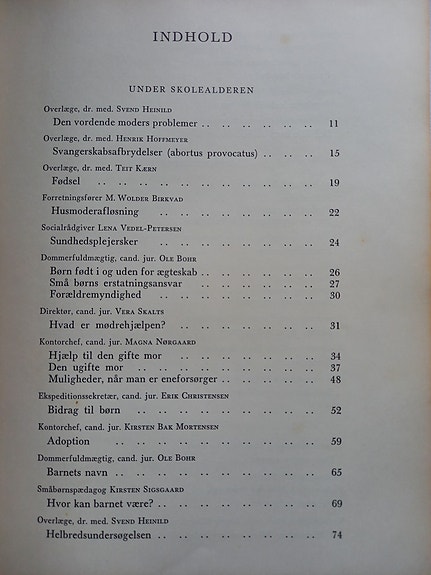 INDHOLD
UNDER SKOLEALDEREN
Overlæge, dr. med. SVEND HEINILD
Den vordende moders problemer .. .. .. .. .. .. 11
Overlæge, dr. med. HENRIK HOFFMEYER
Svangerskabsafbrydelser (abortus provocatus) .. .. .. 15
Overlæge, dr. med. TEIT KÆRN
Fødsel .. .. .. .. .. .. .. .. .. .. 19
Forretningsfører M. WOLDER BIRKVAD
Husmoderafløsning .. .. .. .. .. .. .. 22
Socialrådgiver LENA VEDEL-PETERSEN
Sundhedsplejersker .. .. .. .. .. .. .. 24
Dommerfuldmægtig, cand. jur. OLE BOHR
Børn født i og uden for ægteskab .. .. .. .. .. .. 26
Små børns erstatningsansvar .. .. .. .. .. .. 27
Forældremyndighed .. .. .. .. .. .. .. 30
Direktør, cand. jur. VERA SKALTS
Hvad er mødrehjælpen? .. .. .. .. .. .. .. 31
Kontorchef, cand. jur. MAGNA NØRGAARD
Hjælp til den gifte mor .. .. .. .. .. .. .. 34
Den ugifte mor .. .. .. .. .. .. .. .. .. 37
Muligheder, når man er eneforsørger .. .. .. .. .. 48
Ekspeditionssekretær, cand. jur. ERIK CHRISTENSEN
Bidrag til børn .. .. .. .. .. .. .. .. 52
Kontorchef, cand. jur. KIRSTEN BAK MORTENSEN
Adoption .. .. .. .. .. .. .. .. .. 59
Dommerfuldmægtig, cand. jur. OLE BOHR
Barnets navn .. .. .. .. .. .. .. .. .. 65
Småbørnspædagog KIRSTEN SIGSGAARD
Hvor kan barnet være? .. .. .. .. .. .. .. .. 69
Overlæge, dr. med. SVEND HEINILD
Helbredsundersøgelsen .. .. .. .. .. .. .. .. 74